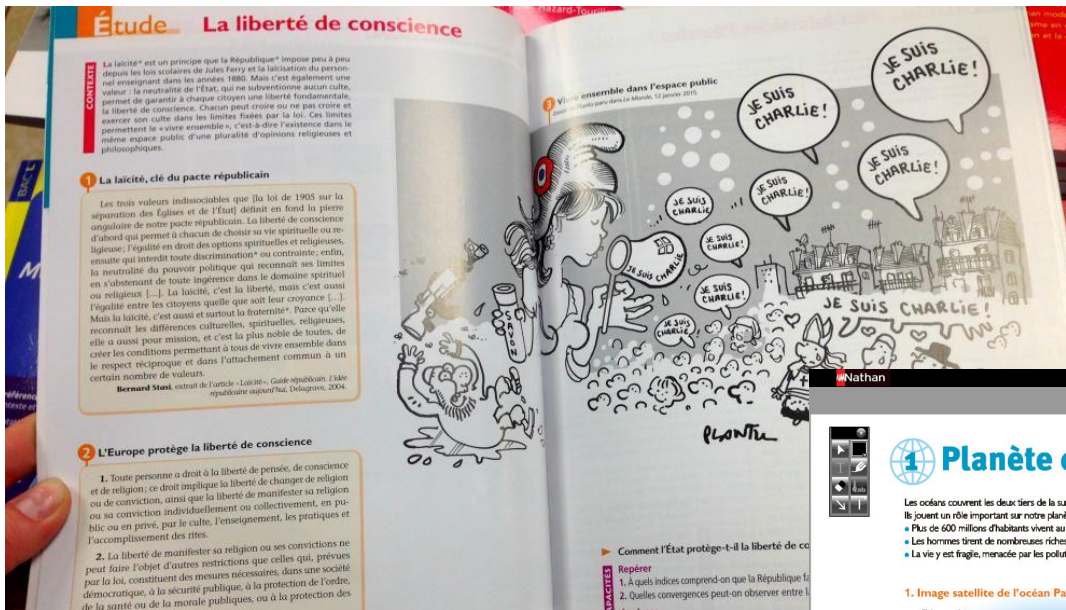 Étude
La liberté de conscience
CONTEXTE
La laïcité* est un principe que la République* impose peu à peu
depuis les lois scolaires de Jules Ferry et la laïcisation du person-
nel enseignant dans les années 1880. Mais c'est également une
valeur : la neutralité de l'État, qui ne subventionne aucun culte,
permet de garantir à chaque citoyen une liberté fondamentale,
la liberté de conscience. Chacun peut croire ou ne pas croire et
exercer son culte dans les limites fixées par la loi. Ces limites
permettent le «vivre ensemble», c'est-à-dire l'existence dans le
même espace public d'une pluralité d'opinions religieuses et
philosophiques.
1 La laïcité, clé du pacte républicain
Les trois valeurs indissociables que [la loi de 1905 sur la
séparation des Églises et de l'État] définit en fond la pierre
angulaire de notre pacte républicain. La liberté de conscience
d'abord qui permet à chacun de choisir sa vie spirituelle ou re-
ligieuse ; l'égalité en droit des options spirituelles et religieuses,
ensuite qui interdit toute discrimination* ou contrainte ; enfin,
la neutralité du pouvoir politique qui reconnaît ses limites
en s'abstenant de toute ingérence dans le domaine spirituel
ou religieux [...]. La laïcité, c'est la liberté, mais c'est aussi
l'égalité entre les citoyens quelle que soit leur croyance [...].
Mais la laïcité, c'est aussi et surtout la fraternité*. Parce qu'elle
reconnaît les différences culturelles, spirituelles, religieuses,
elle a aussi pour mission, et c'est la plus noble de toutes, de
créer les conditions permettant à tous de vivre ensemble dans
le respect réciproque et dans l'attachement commun à un
certain nombre de valeurs.
Bernard Stasi, extrait de l'article «Laïcité», Guide républicain. L'idée
républicaine aujourd'hui, Delagrave, 2004.
2 L'Europe protège la liberté de conscience
1. Toute personne a droit à la liberté de pensée, de conscience
et de religion ; ce droit implique la liberté de changer de religion
ou de conviction, ainsi que la liberté de manifester sa religion
ou sa conviction individuellement ou collectivement, en pu-
blic ou en privé, par le culte, l'enseignement, les pratiques et
l'accomplissement des rites.
2. La liberté de manifester sa religion ou ses convictions ne
peut faire l'objet d'autres restrictions que celles qui, prévues
par la loi, constituent des mesures nécessaires, dans une société
démocratique, à la sécurité publique, à la protection de l'ordre,
de la santé ou de la morale publiques, ou à la protection des
3 Vivre ensemble dans l'espace public
Dessin de Plantu paru dans Le Monde, 12 janvier 2015.
JE SUIS
CHARLIE!
JE SUIS
CHARLIE!
JE SUIS
CHARLIE!
JE SUIS
CHARLIE!
JE SUIS
CHARLIE
JE SUIS
CHARLIE!
JE SUIS CHARLIE
JE SUIS
CHARLIE!
JE SUIS
CHARLIE!
JE SUIS CHARLIE!
SAVON
PLANTU
Comment l'État protège-t-il la liberté de co
CAPACITÉS
Repérer
1. À quels indices comprend-on que la République fa
2. Quelles convergences peut-on observer entre l
BAC L
Nathan
1 Planète
Les océans couvrent les deux tiers de la su
Ils jouent un rôle important sur notre planè
• Plus de 600 millions d'habitants vivent au
• Les hommes tirent de nombreuses riches
• La vie y est fragile, menacée par les pollut
1. Image satellite de l'océan Pa